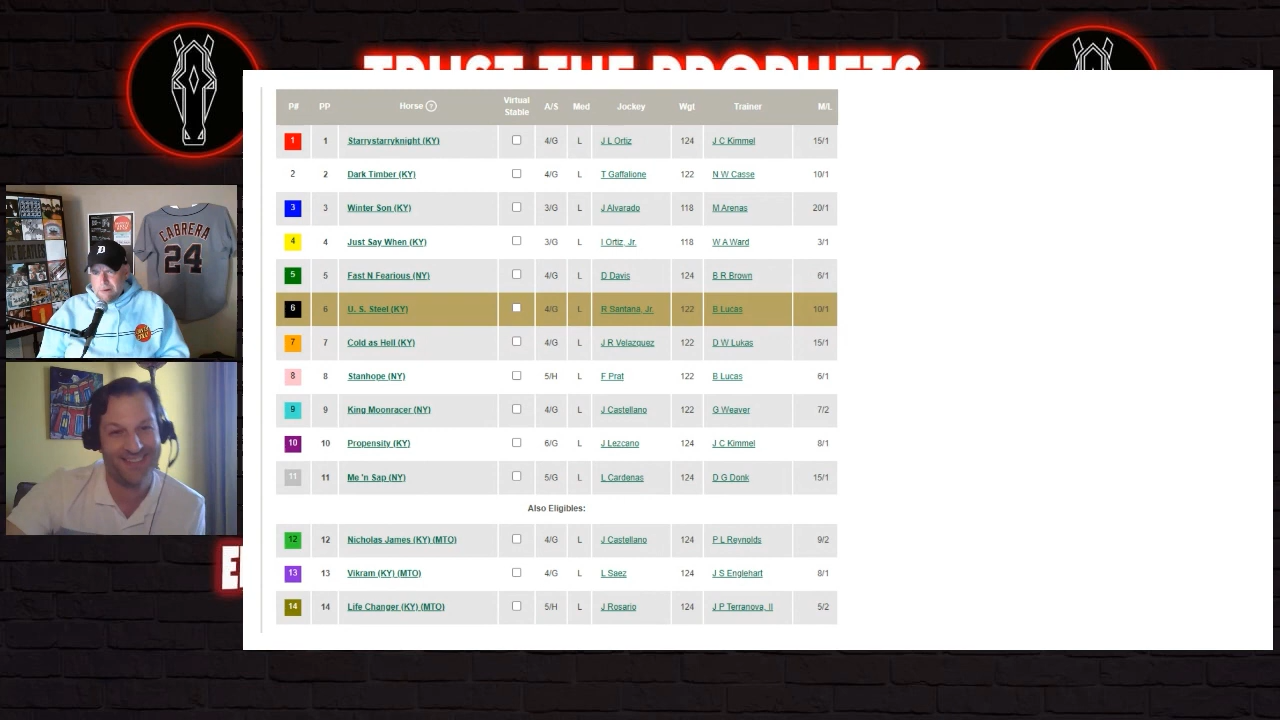 TRUST THE PROPHETS
P# PP Horse Virtual Stable A/S Med Jockey Wgt Trainer M/L
1 1 Starrystarryknight (KY) 4/G L J L Ortiz 124 J C Kimmel 15/1
2 2 Dark Timber (KY) 4/G L T Gaffalione 122 N W Casse 10/1
3 3 Winter Son (KY) 3/G L J Alvarado 118 M Arenas 20/1
4 4 Just Say When (KY) 3/G L I Ortiz, Jr. 118 W A Ward 3/1
5 5 Fast N Fearious (NY) 4/G L D Davis 124 B R Brown 6/1
6 6 U. S. Steel (KY) 4/G L R Santana, Jr. 122 B Lucas 10/1
7 7 Cold as Hell (KY) 4/G L J R Velazquez 122 D W Lukas 15/1
8 8 Stanhope (NY) 5/H L F Prat 122 B Lucas 6/1
9 9 King Moonracer (NY) 4/G L J Castellano 122 G Weaver 7/2
10 10 Propensity (KY) 6/G L J Lezcano 124 J C Kimmel 8/1
11 11 Me 'n Sap (NY) 5/G L L Cardenas 124 D G Donk 15/1
Also Eligibles:
12 12 Nicholas James (KY) (MTO) 4/G L J Castellano 124 P L Reynolds 9/2
13 13 Vikram (KY) (MTO) 4/G L L Saez 124 J S Englehart 8/1
14 14 Life Changer (KY) (MTO) 5/H L J Rosario 124 J P Terranova, II 5/2
CABRERA
24
D